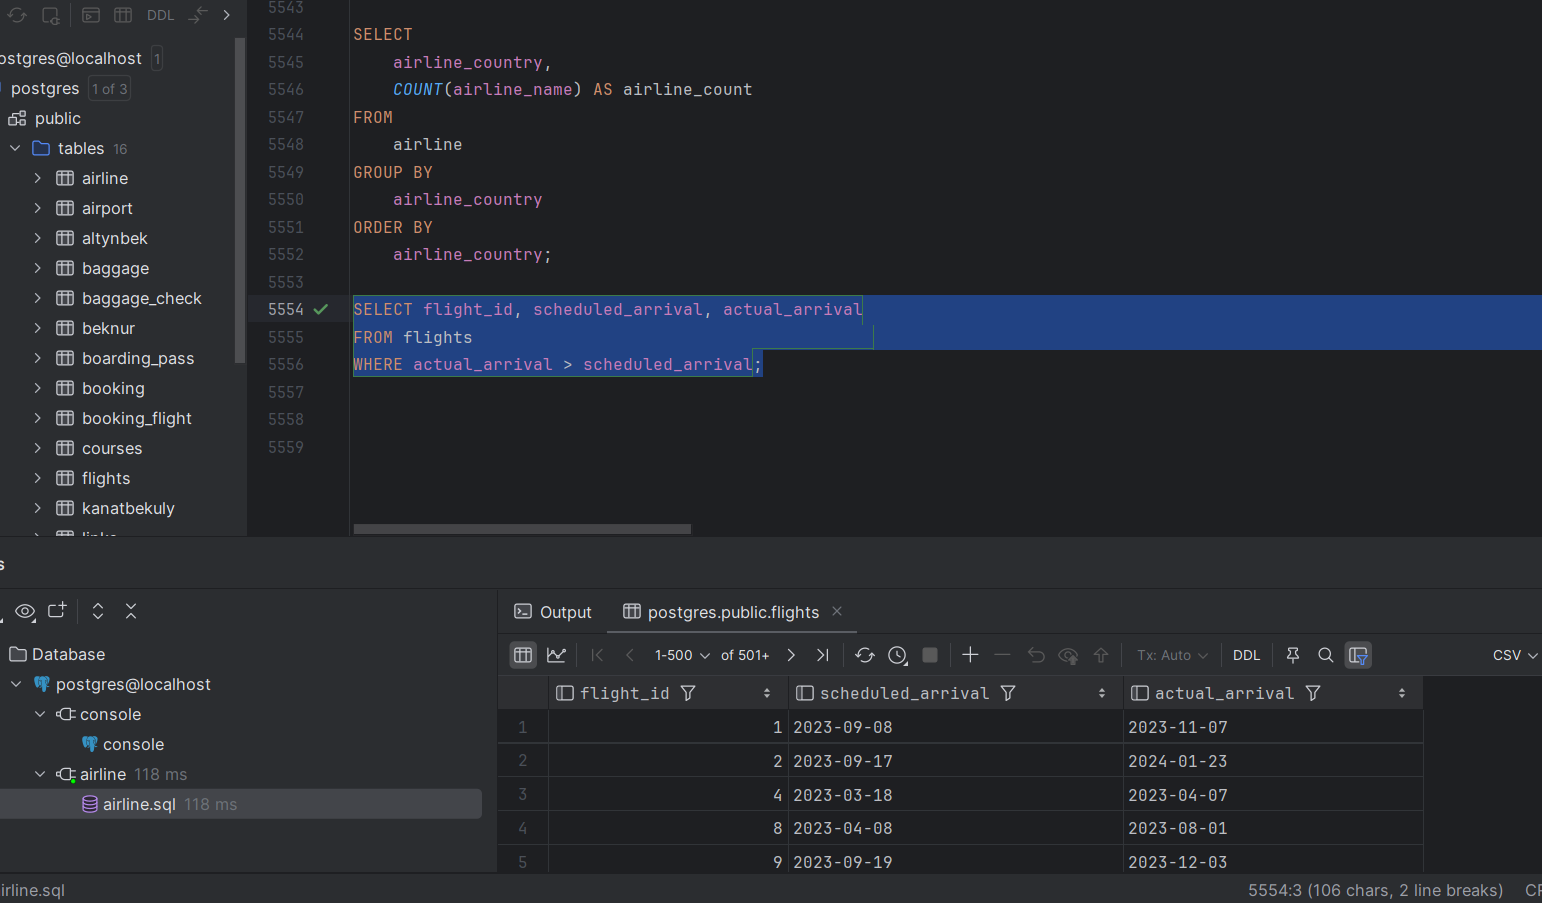 DDL
ostgres@localhost 1
postgres 1 of 3
public
tables 16
airline
airport
altynbek
baggage
baggage_check
beknur
boarding_pass
booking
booking_flight
courses
flights
kanatbekuly
links
5543
5544 SELECT
5545 airline_country,
5546 COUNT(airline_name) AS airline_count
5547 FROM
5548 airline
5549 GROUP BY
5550 airline_country
5551 ORDER BY
5552 airline_country;
5553
5554 SELECT flight_id, scheduled_arrival, actual_arrival
5555 FROM flights
5556 WHERE actual_arrival > scheduled_arrival;
5557
5558
5559
s
Database
postgres@localhost
console
console
airline 118 ms
airline.sql 118 ms
Output postgres.public.flights
1-500 of 501+ Tx: Auto DDL CSV
flight_id scheduled_arrival actual_arrival
1 1 2023-09-08 2023-11-07
2 2 2023-09-17 2024-01-23
3 4 2023-03-18 2023-04-07
4 8 2023-04-08 2023-08-01
5 9 2023-09-19 2023-12-03
irline.sql 5554:3 (106 chars, 2 line breaks) CR